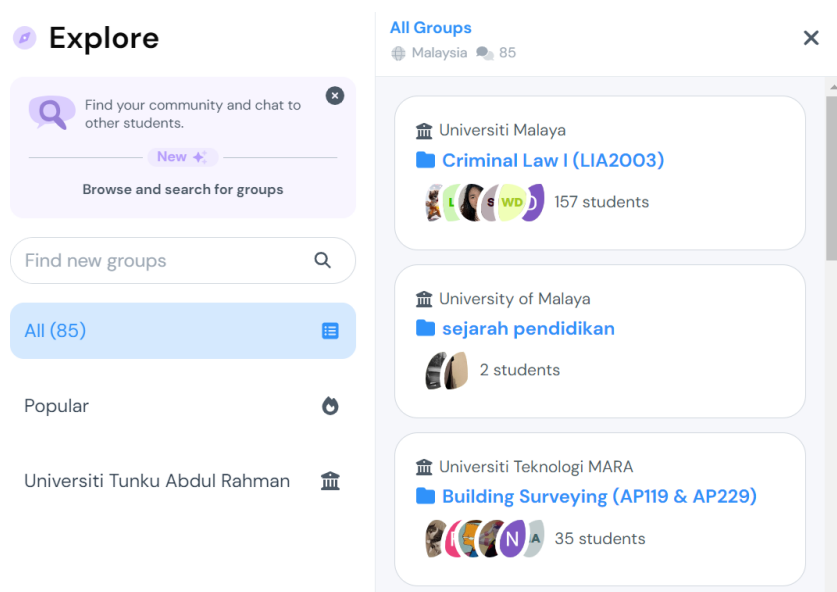 Explore
Find your community and chat to
other students.
New
Browse and search for groups
Find new groups
All (85)
Popular
Universiti Tunku Abdul Rahman
All Groups
Malaysia 85
Universiti Malaya
Criminal Law I (LIA2003)
L S WD D 157 students
University of Malaya
sejarah pendidikan
2 students
Universiti Teknologi MARA
Building Surveying (AP119 & AP229)
N A 35 students